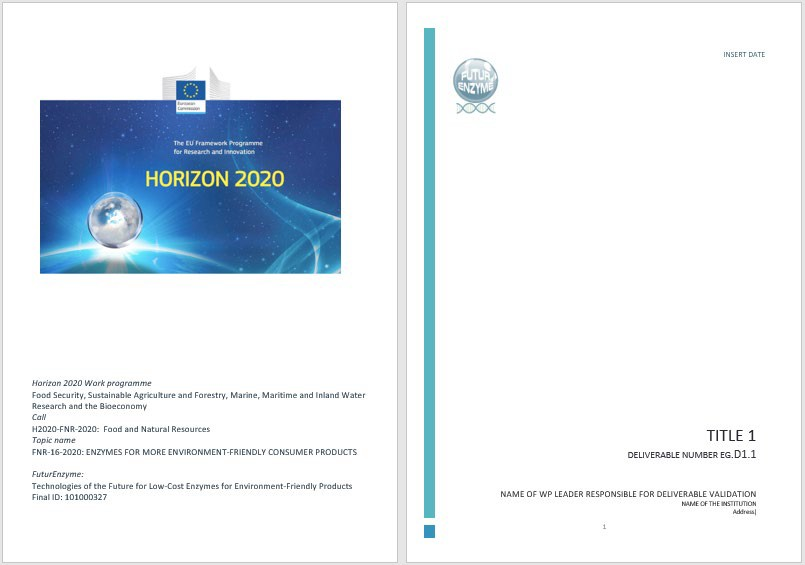 European
Commission
The EU Framework Programme
for Research and Innovation
HORIZON 2020
Horizon 2020 Work programme
Food Security, Sustainable Agriculture and Forestry, Marine, Maritime and Inland Water
Research and the Bioeconomy
Call
H2020-FNR-2020: Food and Natural Resources
Topic name
FNR-16-2020: ENZYMES FOR MORE ENVIRONMENT-FRIENDLY CONSUMER PRODUCTS
FuturEnzyme:
Technologies of the Future for Low-Cost Enzymes for Environment-Friendly Products
Final ID: 101000327
INSERT DATE
FUTUR
ENZYME
TITLE 1
DELIVERABLE NUMBER EG.D1.1
NAME OF WP LEADER RESPONSIBLE FOR DELIVERABLE VALIDATION
NAME OF THE INSTITUTION
Address
1